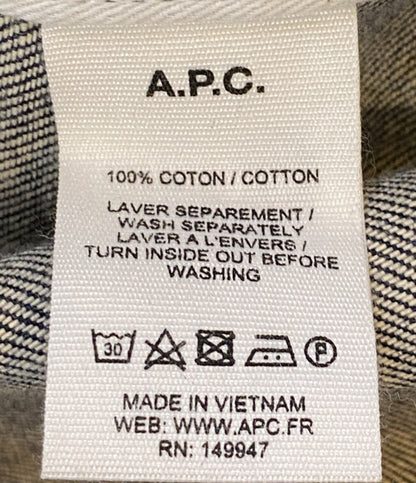 A.P.C.
100% COTON / COTTON
LAVER SEPAREMENT /
WASH SEPARATELY
LAVER A L'ENVERS /
TURN INSIDE OUT BEFORE
WASHING
30 P
MADE IN VIETNAM
WEB: WWW.APC.FR
RN: 149947